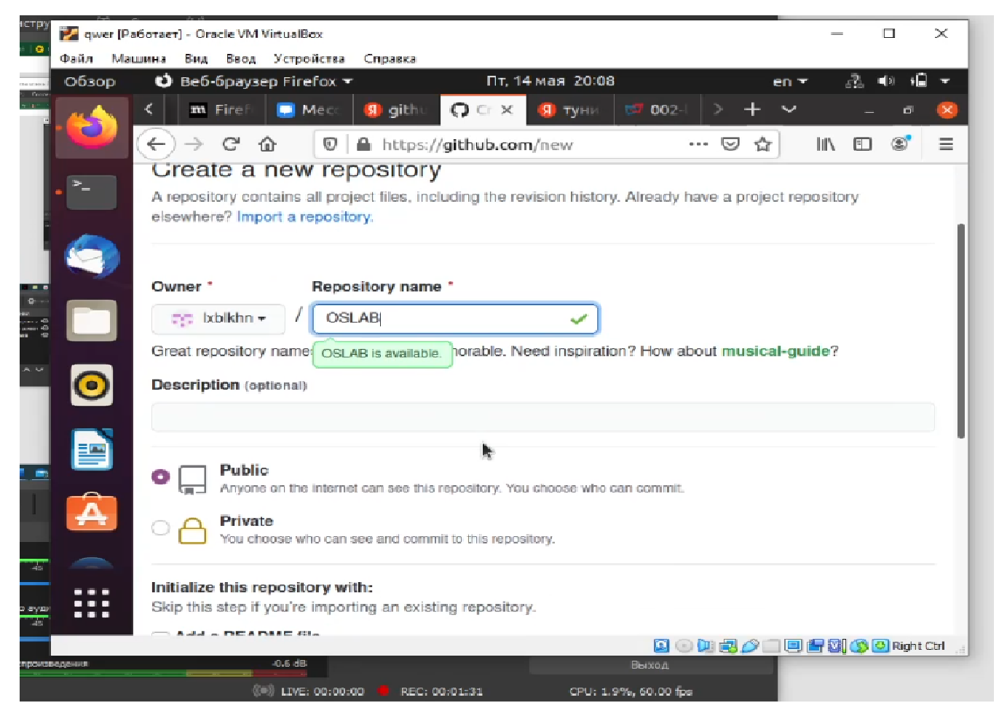 qwer [Работает] - Oracle VM VirtualBox
Файл Машина Вид Ввод Устройства Справка
Обзор Веб-браузер Firefox Пт, 14 мая 20:08 en
Firef Месс githu Cr туни 002-
https://github.com/new
Create a new repository
A repository contains all project files, including the revision history. Already have a project repository
elsewhere? Import a repository.
Owner * Repository name *
lxblkhn / OSLAB
Great repository name OSLAB is available. orable. Need inspiration? How about musical-guide?
Description (optional)
Public
Anyone on the internet can see this repository. You choose who can commit.
Private
You choose who can see and commit to this repository.
Initialize this repository with:
Skip this step if you're importing an existing repository.
Add a README file
Right Ctrl
произведения -0.6 dB Выход
LIVE: 00:00:00 REC: 00:01:31 CPU: 1.9%, 60.00 fps